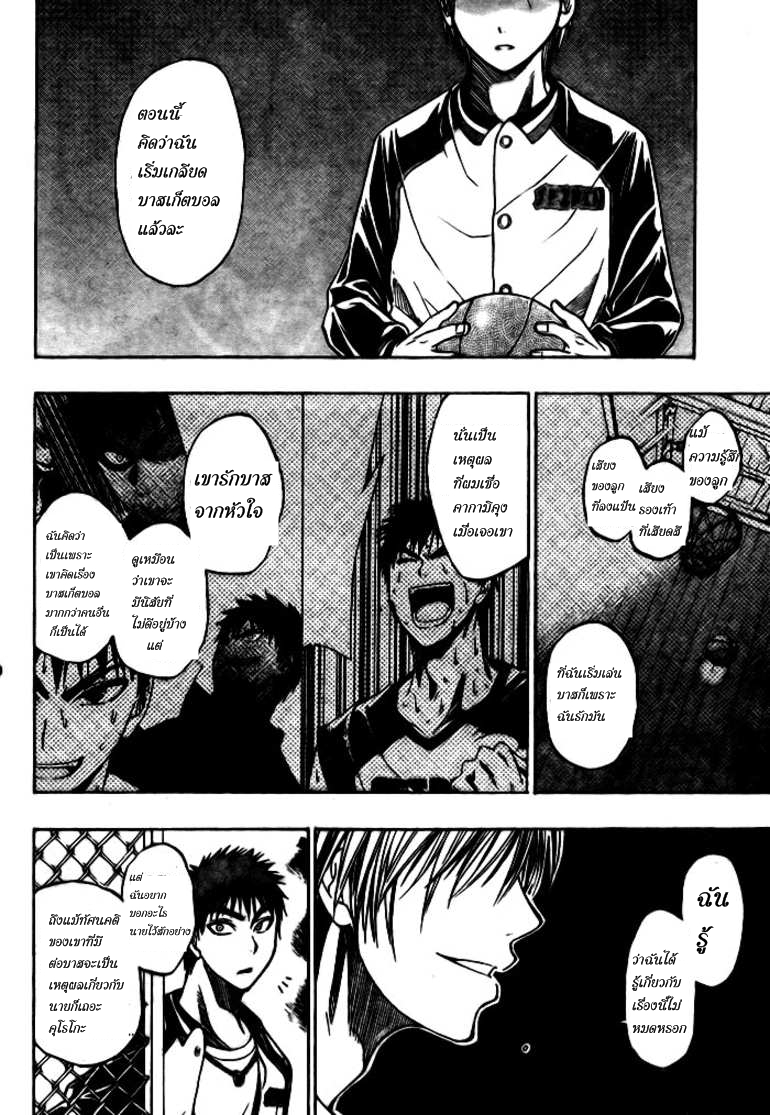 ตอนนี้
คิดว่าฉัน
เริ่มเกลียด
บาสเก็ตบอล
แล้วละ
แม้
ความรู้สึก
ของลูก
เสียง
รองเท้า
ที่เสียดสี
เสียง
ของลูก
ที่ลงแป้น
ที่ฉันเริ่มเล่น
บาสก็เพราะ
ฉันรักมัน
นั่นเป็น
เหตุผล
ที่ผมเชื่อ
คากามิคุง
เมื่อเจอเขา
เขารักบาส
จากหัวใจ
ดูเหมือน
ว่าเขาจะ
มีนิสัยที่
ไม่ดีอยู่บ้าง
แต่
ฉันคิดว่า
เป็นเพราะ
เขาคิดเรื่อง
บาสเก็ตบอล
มากกว่าคนอื่น
ก็เป็นได้
ฉัน
รู้
ว่าฉันได้
รู้เกี่ยวกับ
เรื่องนี้ไม่
หมดหรอก
แต่
ฉันอยาก
บอกอะไร
นายไว้สักอย่าง
ถึงแม้ทัศนคติ
ของเขาที่มี
ต่อบาสจะเป็น
เหตุผลเกี่ยวกับ
นายก็เถอะ
คุโรโกะ